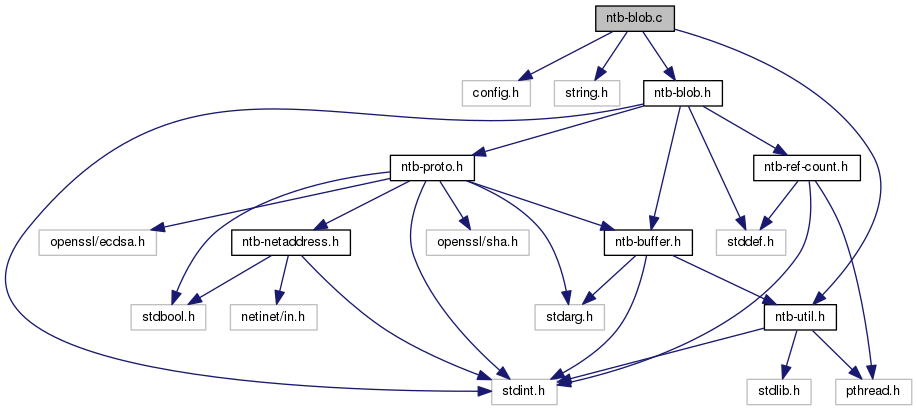 ntb-blob.c
config.h
string.h
ntb-blob.h
ntb-proto.h
ntb-ref-count.h
openssl/ecdsa.h
ntb-netaddress.h
openssl/sha.h
ntb-buffer.h
stddef.h
stdbool.h
netinet/in.h
stdarg.h
ntb-util.h
stdint.h
stdlib.h
pthread.h